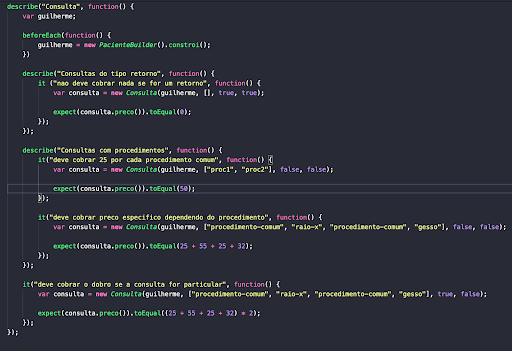 describe("Consulta", function() {
    var guilherme;

    beforeEach(function() {
        guilherme = new PacienteBuilder().constroi();
    })

    describe("Consultas do tipo retorno", function() {
        it ("nao deve cobrar nada se for um retorno", function() {
            var consulta = new Consulta(guilherme, [], true, true);

            expect(consulta.preco()).toEqual(0);
        });
    });

    describe("Consultas com procedimentos", function() {
        it("deve cobrar 25 por cada procedimento comum", function() {
            var consulta = new Consulta(guilherme, ["proc1", "proc2"], false, false);

            expect(consulta.preco()).toEqual(50);
        });

        it("deve cobrar preco especifico dependendo do procedimento", function() {
            var consulta = new Consulta(guilherme, ["procedimento-comum", "raio-x", "procedimento-comum", "gesso"], false, false);

            expect(consulta.preco()).toEqual(25 + 55 + 25 + 32);
        });
    });

    it("deve cobrar o dobro se a consulta for particular", function() {
        var consulta = new Consulta(guilherme, ["procedimento-comum", "raio-x", "procedimento-comum", "gesso"], true, false);

        expect(consulta.preco()).toEqual((25 + 55 + 25 + 32) * 2);
    });
});